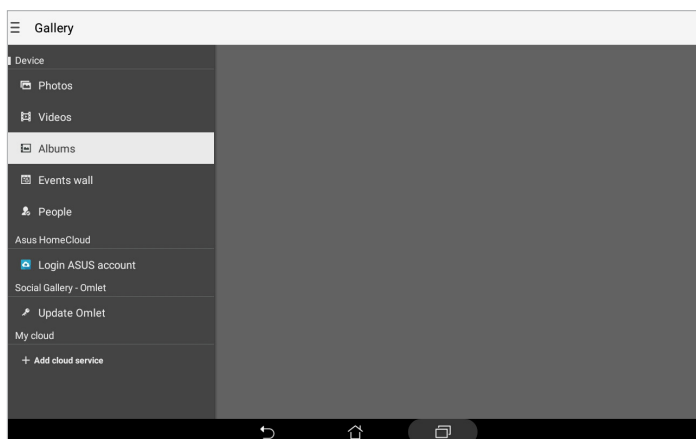 Gallery
Device
Photos
Videos
Albums
Events wall
People
Asus HomeCloud
Login ASUS account
Social Gallery - Omlet
Update Omlet
My cloud
+ Add cloud service